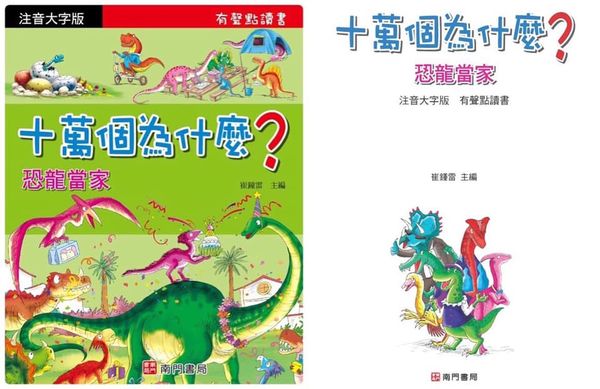 注音大字版
有聲點讀書
十萬個為什麼?
恐龍當家
崔鐘雷 主編
南門書局
十萬個為什麼?
恐龍當家
注音大字版 有聲點讀書
崔鍾雷 主編
南門書局